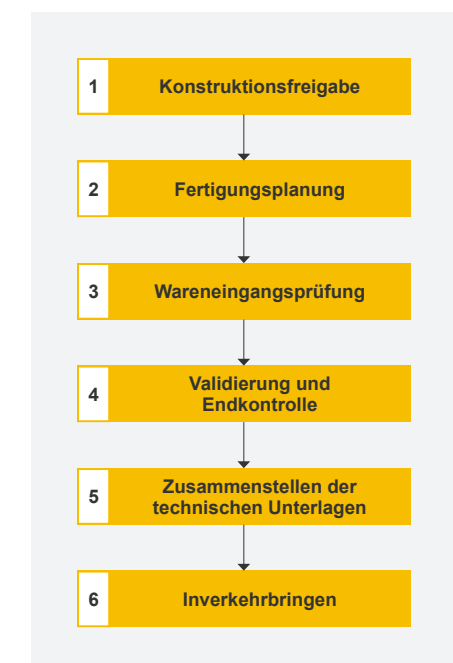 1 Konstruktionsfreigabe
2 Fertigungsplanung
3 Wareneingangsprüfung
4 Validierung und
Endkontrolle
5 Zusammenstellen der
technischen Unterlagen
6 Inverkehrbringen